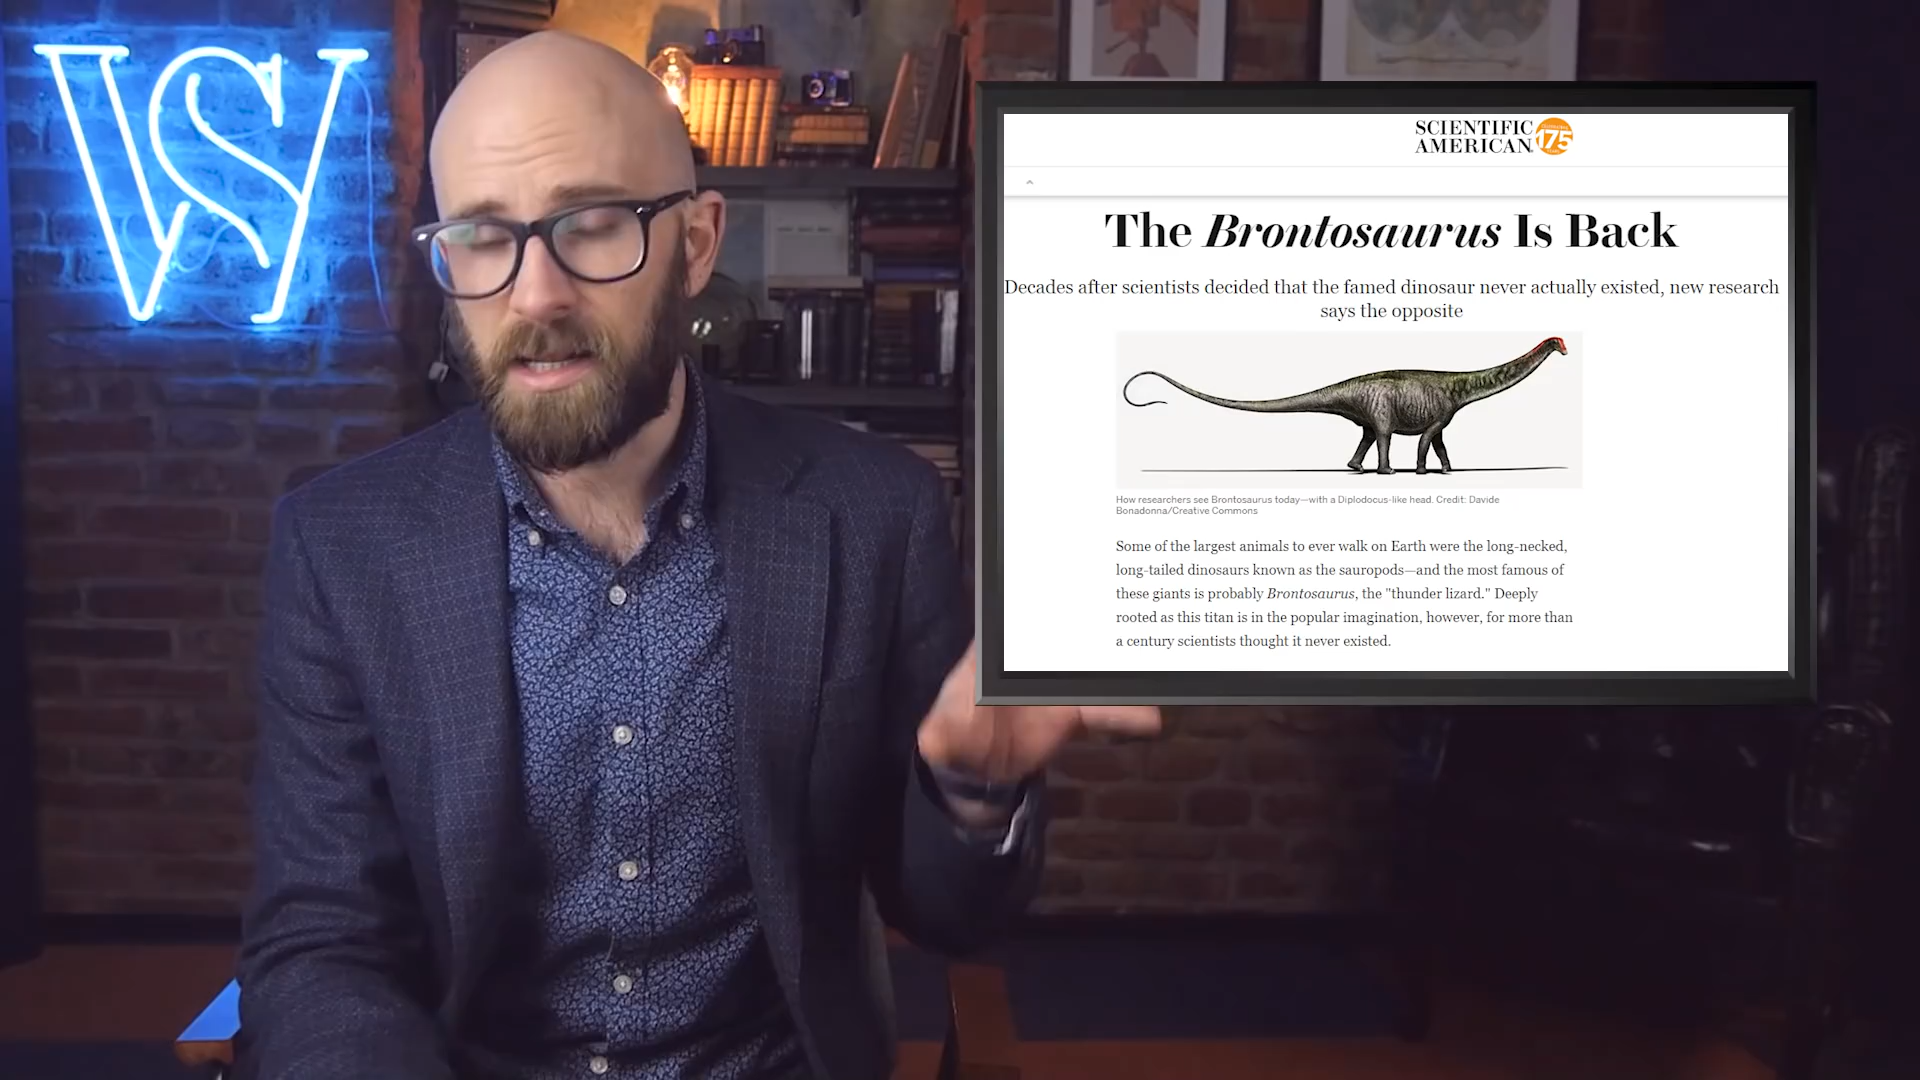 SW
SCIENTIFIC
AMERICAN 175
The Brontosaurus Is Back
Decades after scientists decided that the famed dinosaur never actually existed, new research
says the opposite
How researchers see Brontosaurus today—with a Diplodocus-like head. Credit: Davide
Bonadonna/Creative Commons
Some of the largest animals to ever walk on Earth were the long-necked,
long-tailed dinosaurs known as the sauropods—and the most famous of
these giants is probably Brontosaurus, the "thunder lizard." Deeply
rooted as this titan is in the popular imagination, however, for more than
a century scientists thought it never existed.